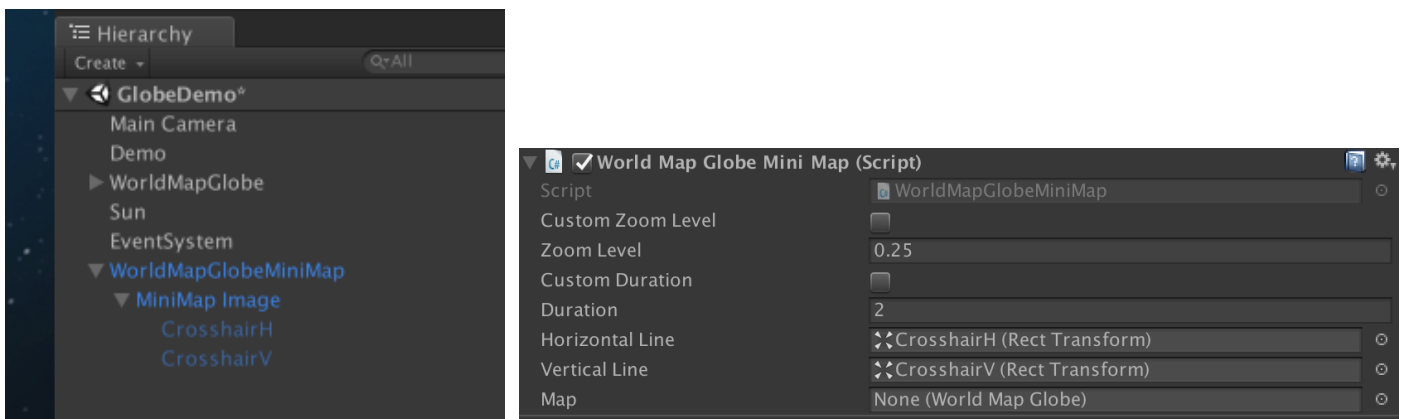 Hierarchy
Create
All
GlobeDemo*
Main Camera
Demo
WorldMapGlobe
Sun
EventSystem
WorldMapGlobeMiniMap
MiniMap Image
CrosshairH
CrosshairV
C# World Map Globe Mini Map (Script)
Script WorldMapGlobeMiniMap
Custom Zoom Level
Zoom Level 0.25
Custom Duration
Duration 2
Horizontal Line CrosshairH (Rect Transform)
Vertical Line CrosshairV (Rect Transform)
Map None (World Map Globe)